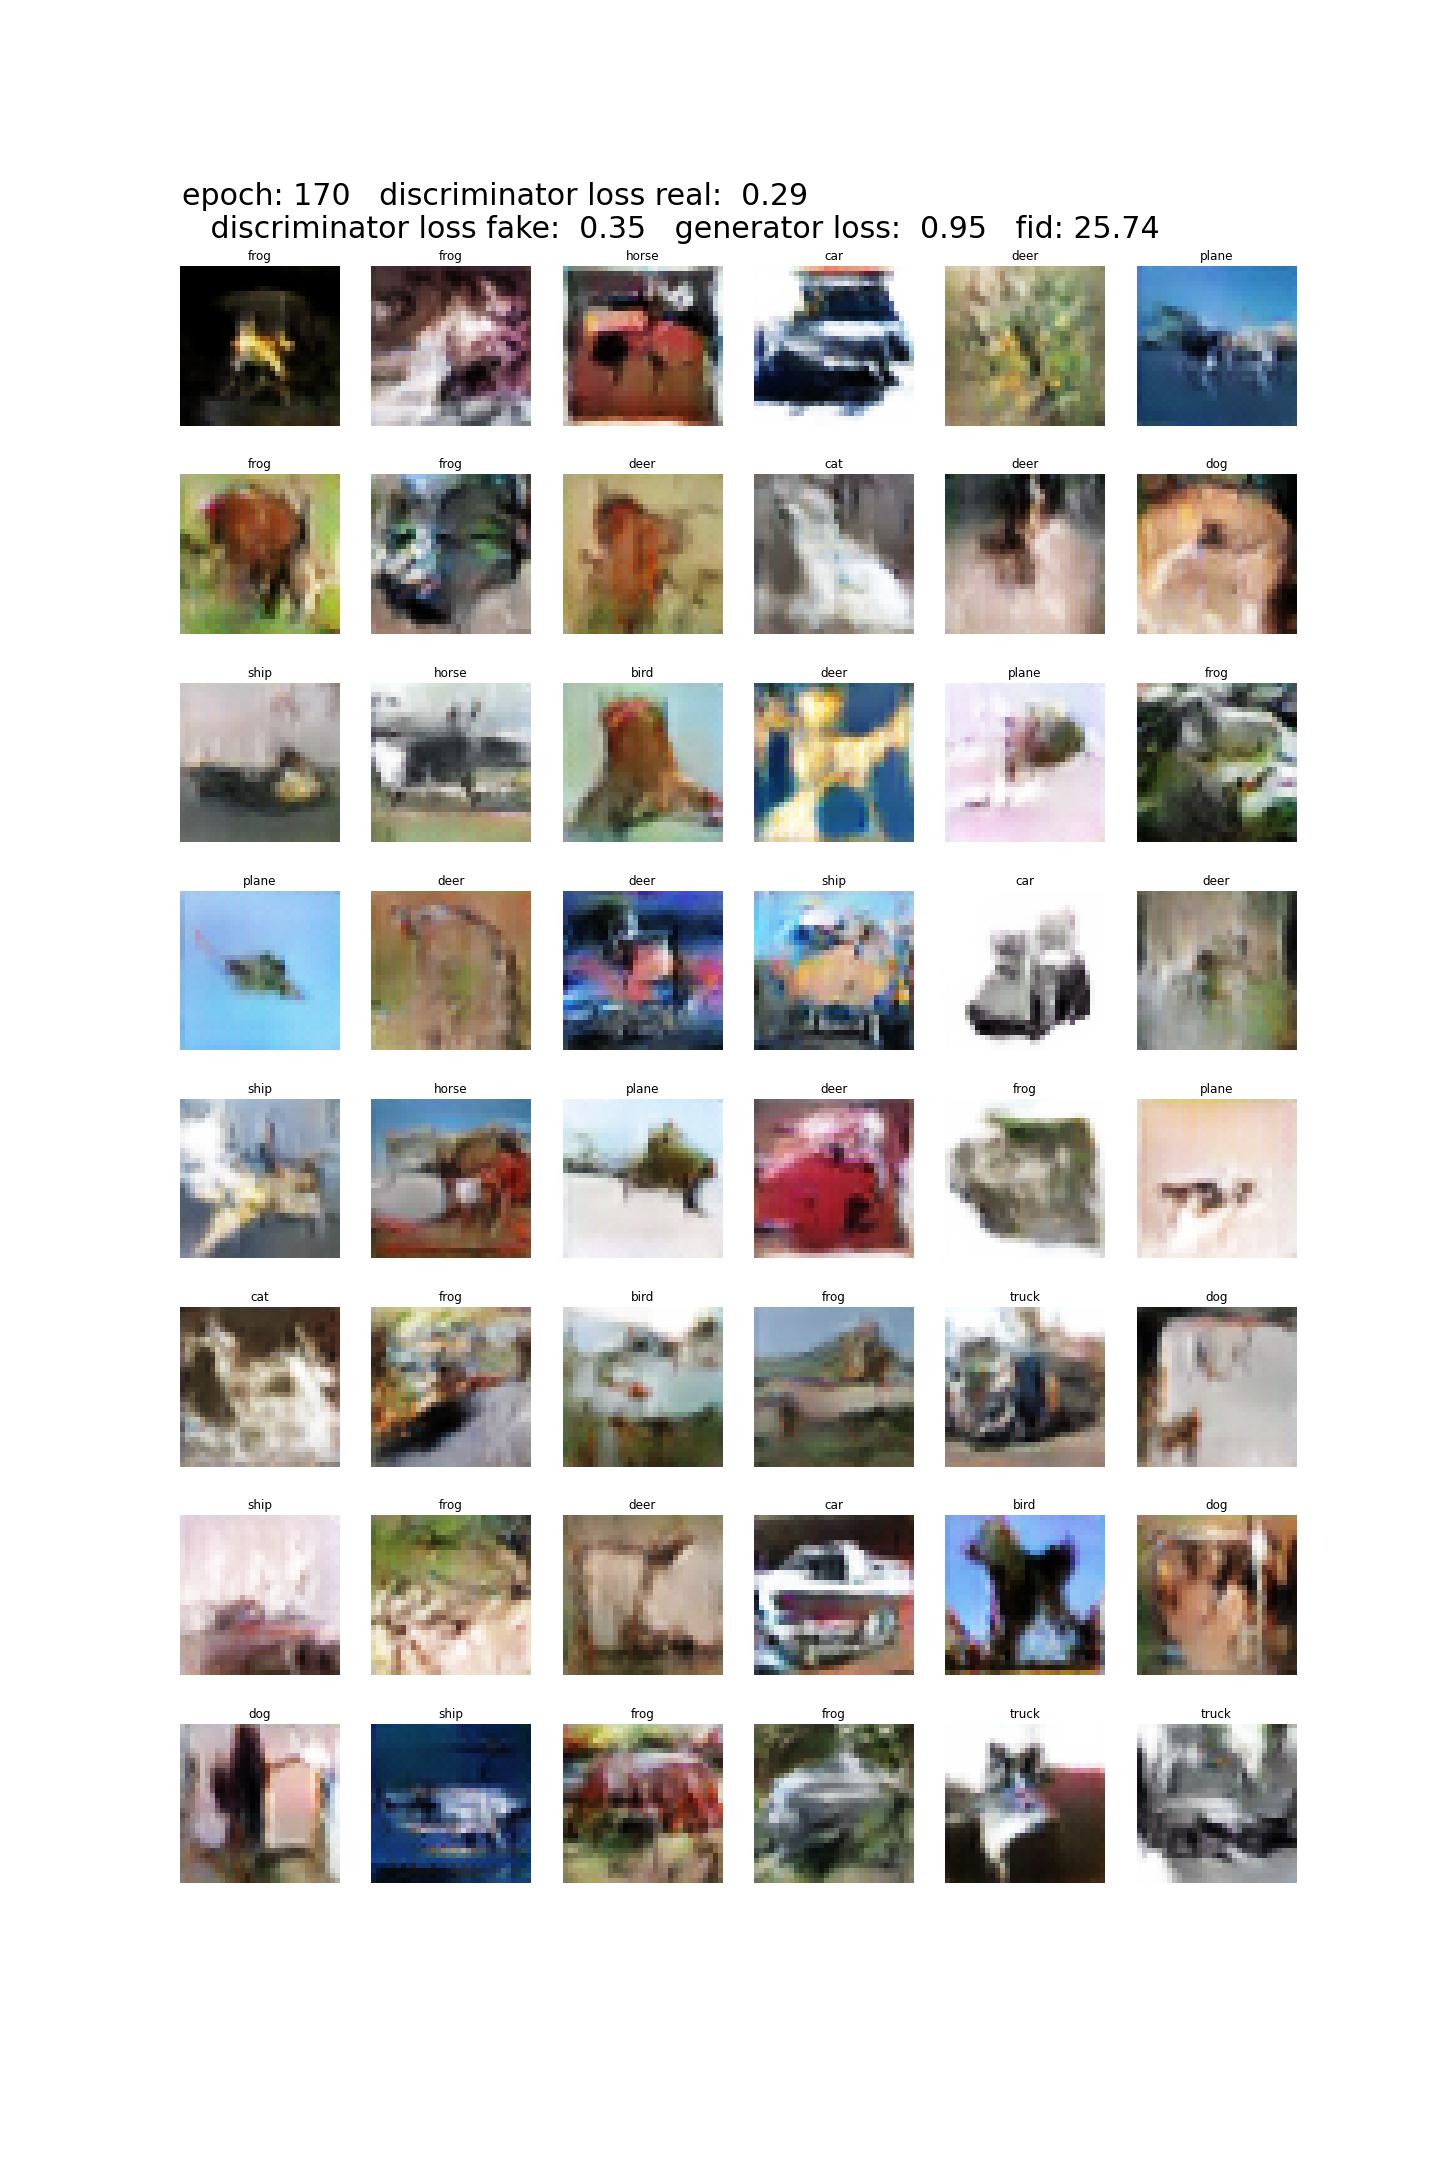 epoch: 170   discriminator loss real:  0.29
discriminator loss fake:  0.35   generator loss:  0.95   fid: 25.74
frog frog horse car deer plane
frog frog deer cat deer dog
ship horse bird deer plane frog
plane deer deer ship car deer
ship horse plane deer frog plane
cat frog bird frog truck dog
ship frog deer car bird dog
dog ship frog frog truck truck